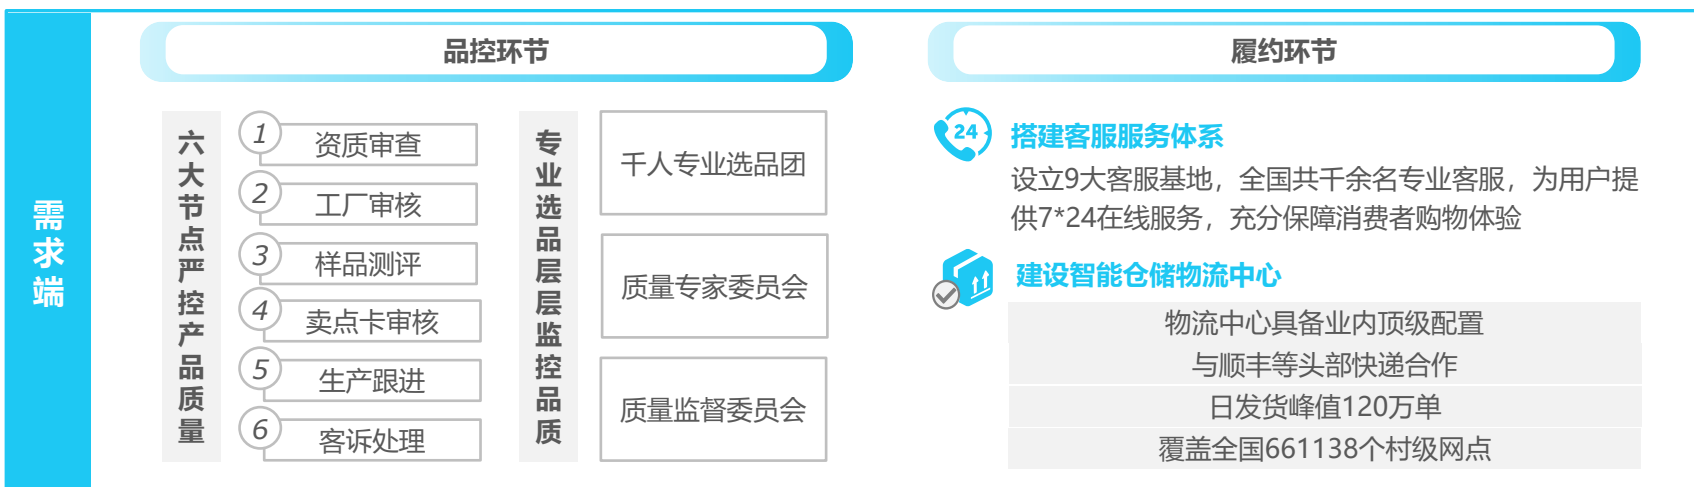 需求端
品控环节
六大节点严控产品质量
1
资质审查
2
工厂审核
3
样品测评
4
卖点卡审核
5
生产跟进
6
客诉处理
专业选品层层监控品质
千人专业选品团
质量专家委员会
质量监督委员会
履约环节
24
搭建客服服务体系
设立9大客服基地，全国共千余名专业客服，为用户提
供7*24在线服务，充分保障消费者购物体验
建设智能仓储物流中心
物流中心具备业内顶级配置
与顺丰等头部快递合作
日发货峰值120万单
覆盖全国661138个村级网点